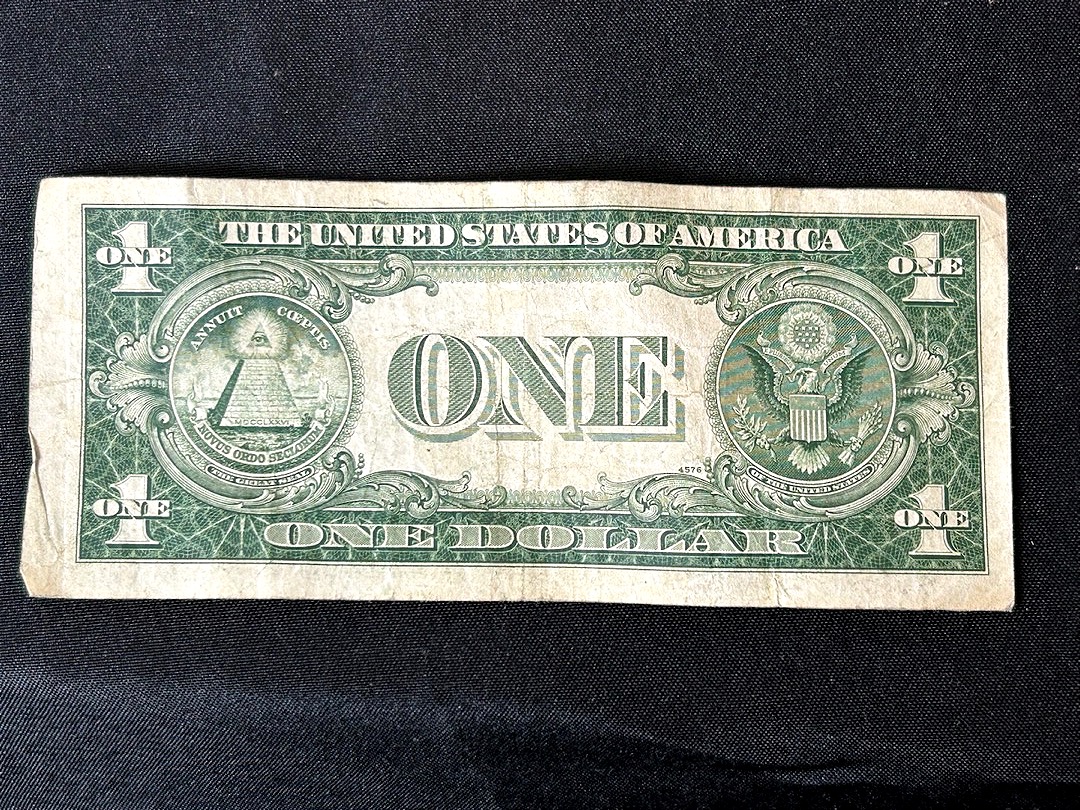 THE UNITED STATES OF AMERICA
1
ONE
1
ONE
ANNUIT CŒPTIS
MDCCLXXVI
NOVUS ORDO SECLORUM
THE GREAT SEAL
ONE
4576
OF THE UNITED STATES
1
ONE
1
ONE
ONE DOLLAR